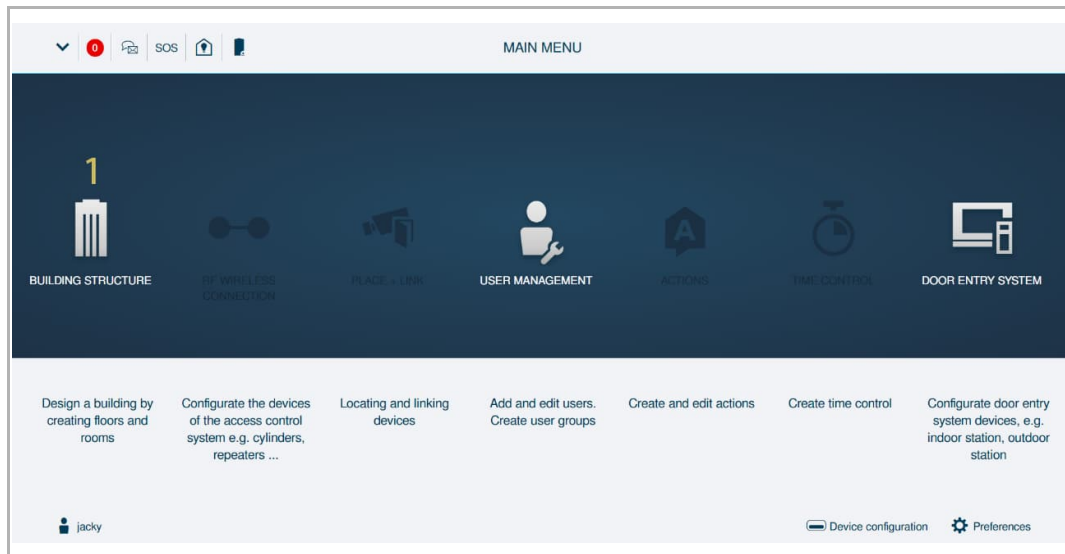 0
SOS
MAIN MENU
1
BUILDING STRUCTURE
RF WIRELESS
CONNECTION
PLACE + LINK
USER MANAGEMENT
ACTIONS
TIME CONTROL
DOOR ENTRY SYSTEM
Design a building by
creating floors and
rooms
Configurate the devices
of the access control
system e.g. cylinders,
repeaters ...
Locating and linking
devices
Add and edit users.
Create user groups
Create and edit actions
Create time control
Configurate door entry
system devices, e.g.
indoor station, outdoor
station
jacky
Device configuration
Preferences